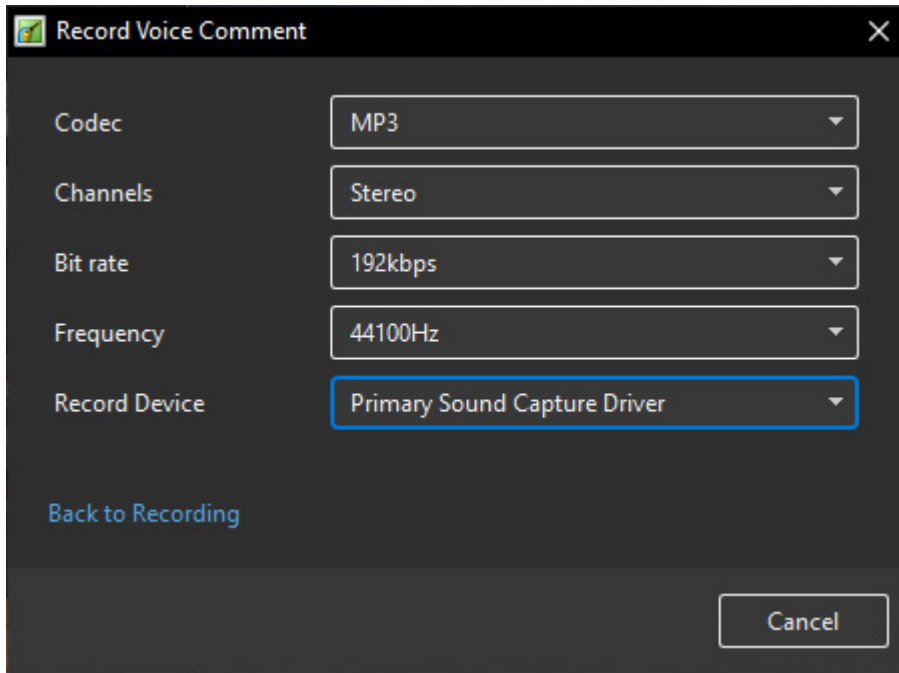 Record Voice Comment
Codec MP3
Channels Stereo
Bit rate 192kbps
Frequency 44100Hz
Record Device Primary Sound Capture Driver
Back to Recording
Cancel